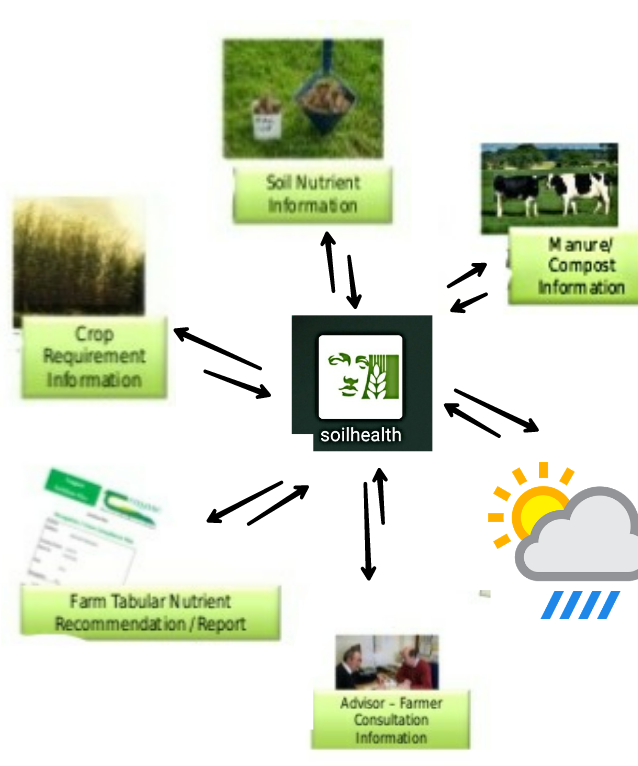 Soil Nutrient
Information
Manure/
Compost
Information
Crop
Requirement
Information
soilhealth
Farm Tabular Nutrient
Recommendation / Report
Advisor – Farmer
Consultation
Information